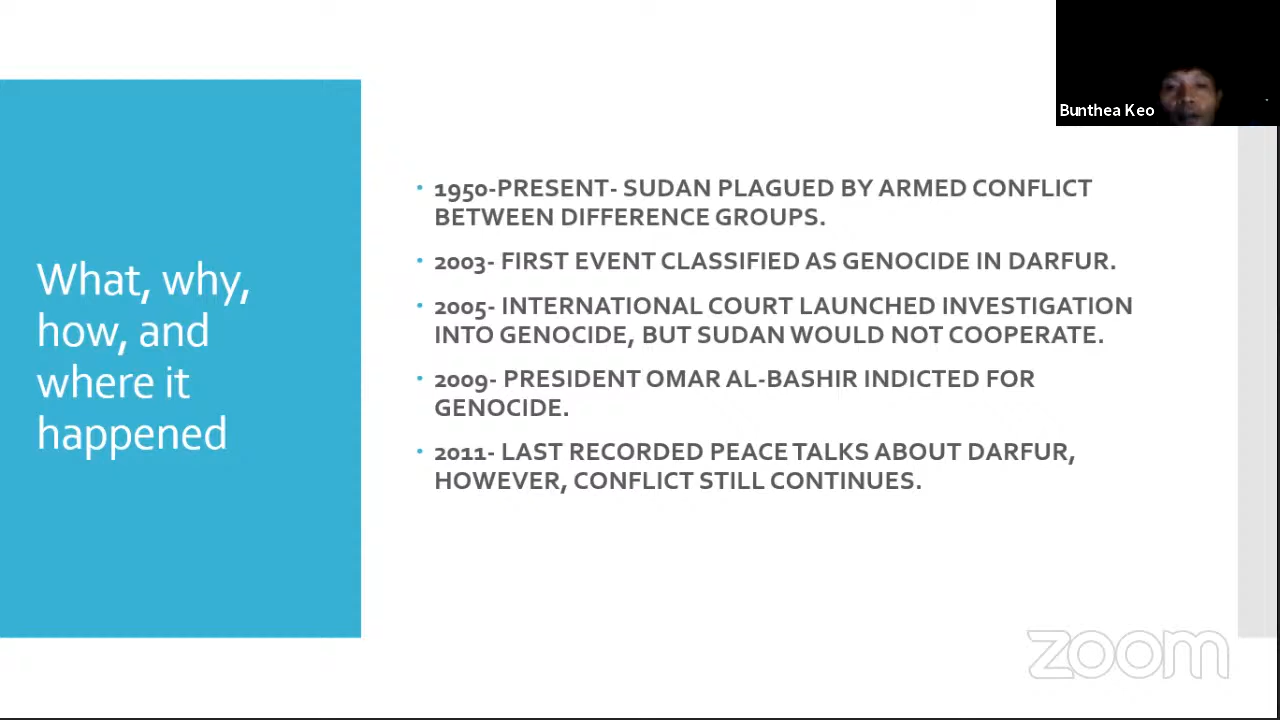 Bunthea Keo
What, why,
how, and
where it
happened
• 1950-PRESENT- SUDAN PLAGUED BY ARMED CONFLICT
BETWEEN DIFFERENCE GROUPS.
• 2003- FIRST EVENT CLASSIFIED AS GENOCIDE IN DARFUR.
• 2005- INTERNATIONAL COURT LAUNCHED INVESTIGATION
INTO GENOCIDE, BUT SUDAN WOULD NOT COOPERATE.
• 2009- PRESIDENT OMAR AL-BASHIR INDICTED FOR
GENOCIDE.
• 2011- LAST RECORDED PEACE TALKS ABOUT DARFUR,
HOWEVER, CONFLICT STILL CONTINUES.
zoom